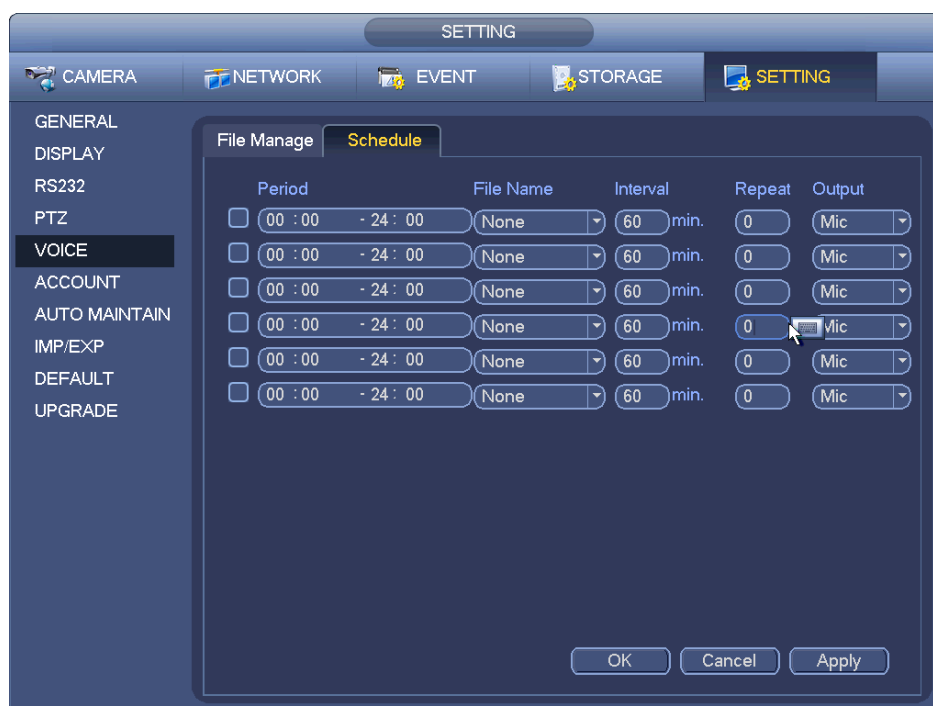 SETTING
CAMERA NETWORK EVENT STORAGE SETTING
GENERAL
DISPLAY
RS232
PTZ
VOICE
ACCOUNT
AUTO MAINTAIN
IMP/EXP
DEFAULT
UPGRADE
File Manage Schedule
Period File Name Interval Repeat Output
00 : 00 - 24 : 00 None 60 min. 0 Mic
00 : 00 - 24 : 00 None 60 min. 0 Mic
00 : 00 - 24 : 00 None 60 min. 0 Mic
00 : 00 - 24 : 00 None 60 min. 0 Mic
00 : 00 - 24 : 00 None 60 min. 0 Mic
00 : 00 - 24 : 00 None 60 min. 0 Mic
OK Cancel Apply